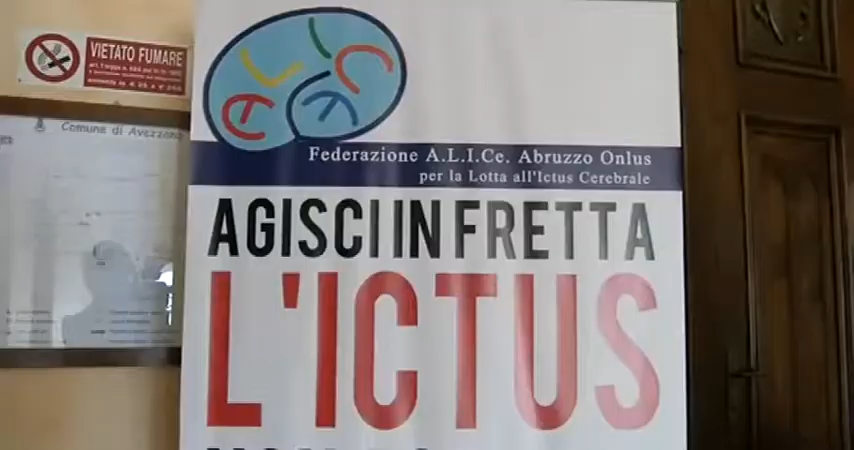 VIETATO FUMARE
Comune di Avezzano
A L I C e
Federazione A.L.I.Ce. Abruzzo Onlus
per la Lotta all'Ictus Cerebrale
AGISCI IN FRETTA
L'ICTUS